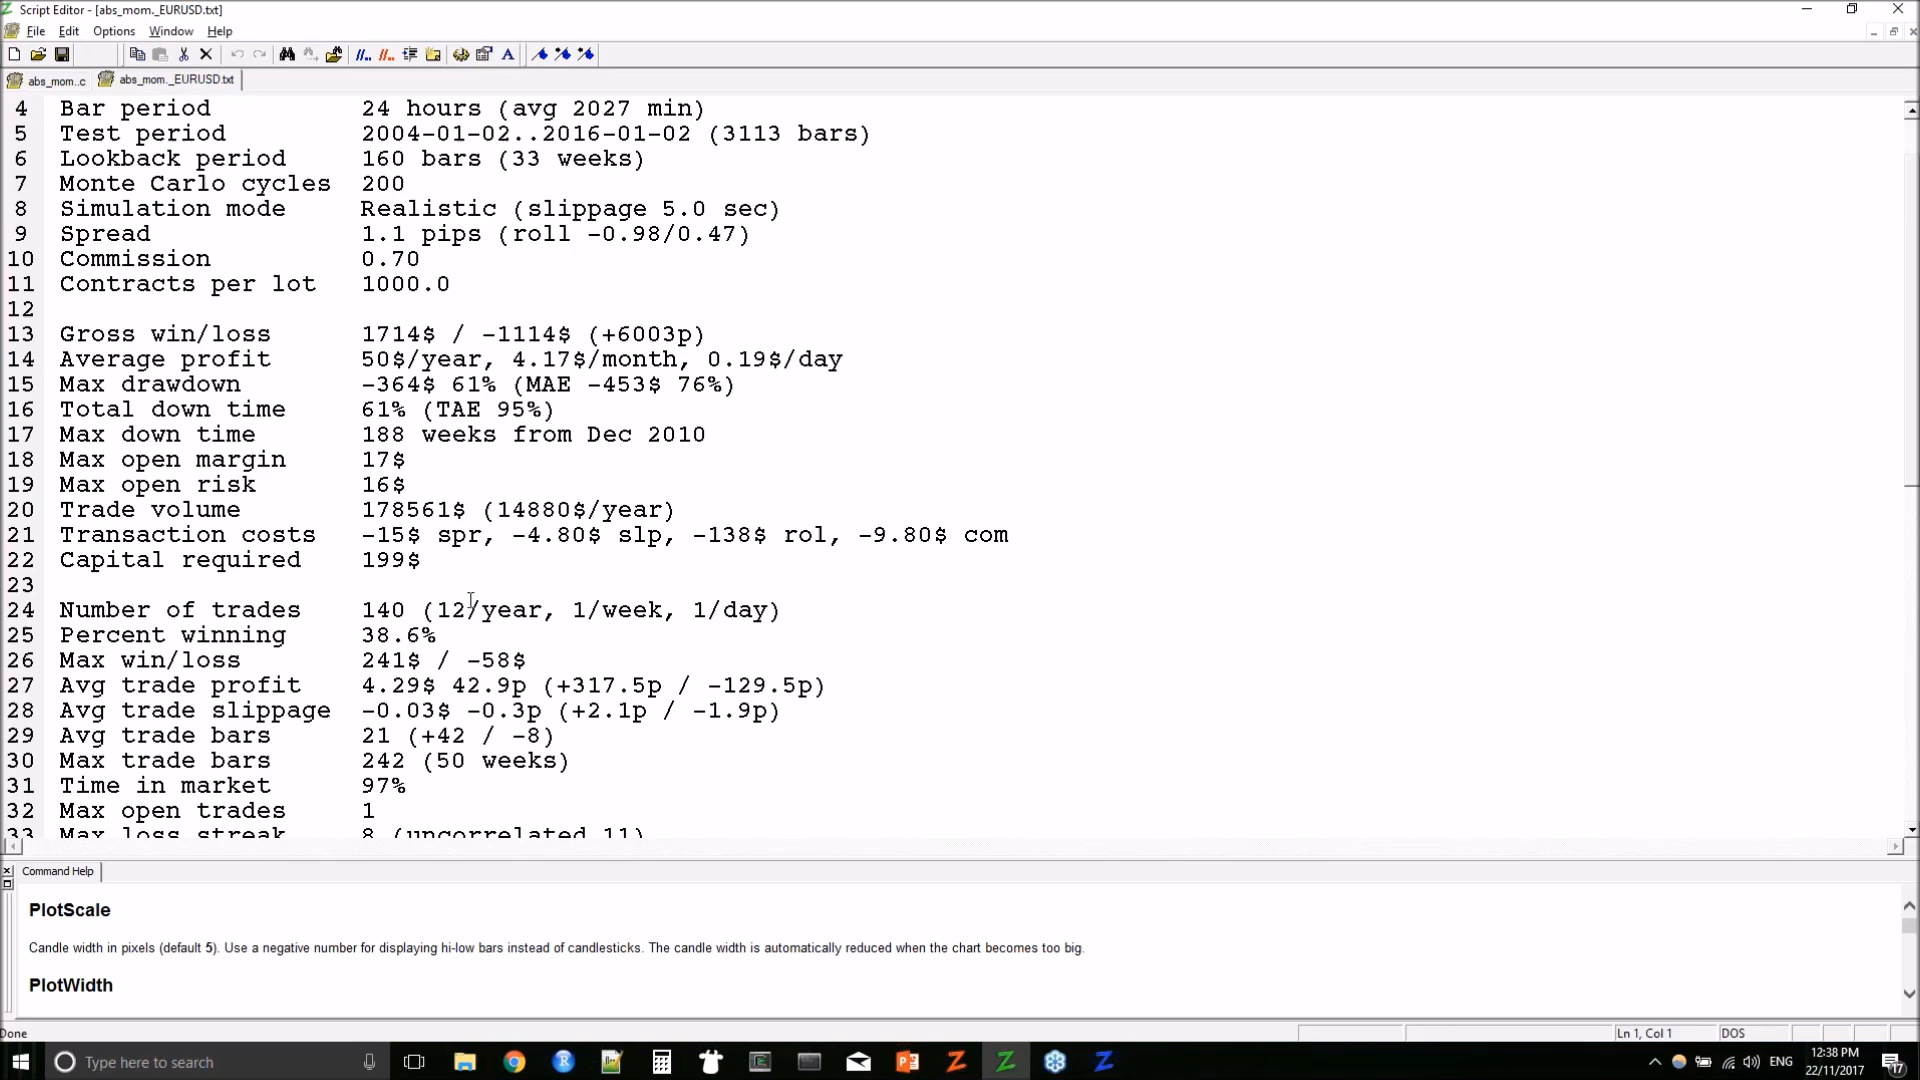 Script Editor - [abs_mom._EURUSD.txt]
File Edit Options Window Help
abs_mom..c abs_mom._EURUSD.txt
4 Bar period 24 hours (avg 2027 min)
5 Test period 2004-01-02..2016-01-02 (3113 bars)
6 Lookback period 160 bars (33 weeks)
7 Monte Carlo cycles 200
8 Simulation mode Realistic (slippage 5.0 sec)
9 Spread 1.1 pips (roll -0.98/0.47)
10 Commission 0.70
11 Contracts per lot 1000.0
12
13 Gross win/loss 1714$ / -1114$ (+6003p)
14 Average profit 50$/year, 4.17$/month, 0.19$/day
15 Max drawdown -364$ 61% (MAE -453$ 76%)
16 Total down time 61% (TAE 95%)
17 Max down time 188 weeks from Dec 2010
18 Max open margin 17$
19 Max open risk 16$
20 Trade volume 178561$ (14880$/year)
21 Transaction costs -15$ spr, -4.80$ slp, -138$ rol, -9.80$ com
22 Capital required 199$
23
24 Number of trades 140 (12/year, 1/week, 1/day)
25 Percent winning 38.6%
26 Max win/loss 241$ / -58$
27 Avg trade profit 4.29$ 42.9p (+317.5p / -129.5p)
28 Avg trade slippage -0.03$ -0.3p (+2.1p / -1.9p)
29 Avg trade bars 21 (+42 / -8)
30 Max trade bars 242 (50 weeks)
31 Time in market 97%
32 Max open trades 1
33 Max loss streak 8 (uncorrelated 11)
Command Help
PlotScale
Candle width in pixels (default 5). Use a negative number for displaying hi-low bars instead of candlesticks. The candle width is automatically reduced when the chart becomes too big.
PlotWidth
Done Ln 1, Col 1 DOS
Type here to search ENG 12:38 PM
22/11/2017 17